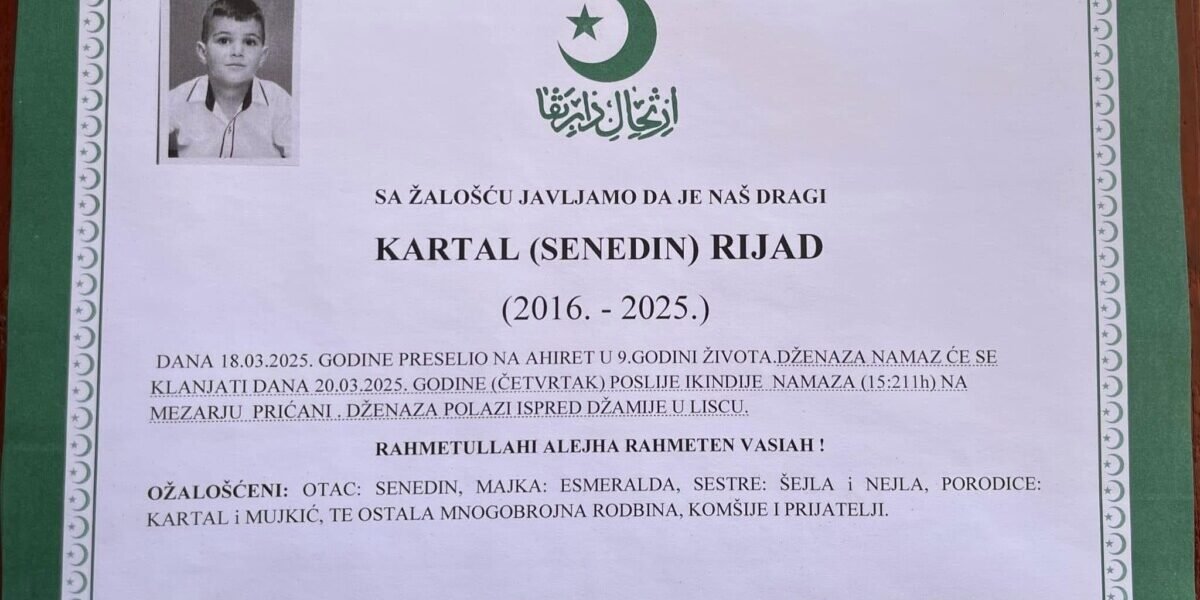 ارتحال دار بقا
SA ŽALOŠĆU JAVLJAMO DA JE NAŠ DRAGI
KARTAL (SENEDIN) RIJAD
(2016. - 2025.)
DANA 18.03.2025. GODINE PRESELIO NA AHIRET U 9.GODINI ŽIVOTA.DŽENAZA NAMAZ ĆE SE
KLANJATI DANA 20.03.2025. GODINE (ČETVRTAK) POSLIJE IKINDIJE NAMAZA (15:211h) NA
MEZARJU PRIĆANI . DŽENAZA POLAZI ISPRED DŽAMIJE U LISCU.
RAHMETULLAHI ALEJHA RAHMETEN VASIAH !
OŽALOŠĆENI: OTAC: SENEDIN, MAJKA: ESMERALDA, SESTRE: ŠEJLA i NEJLA, PORODICE:
KARTAL i MUJKIĆ, TE OSTALA MNOGOBROJNA RODBINA, KOMŠIJE I PRIJATELJI.